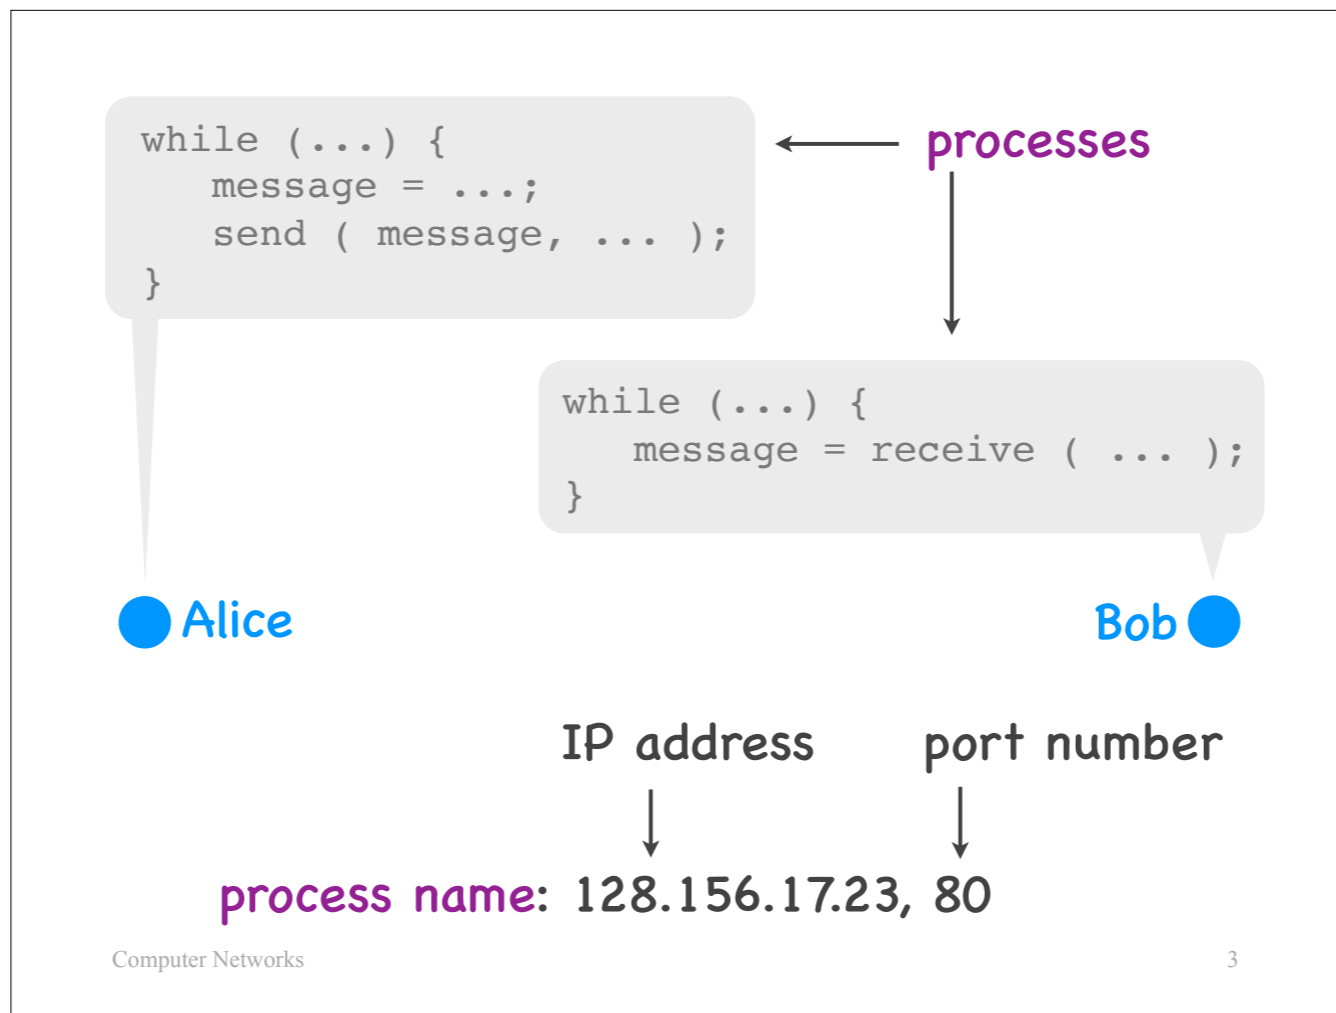 while (...) {
   message = ...;
   send ( message, ... );
}
processes
while (...) {
   message = receive ( ... );
}
Alice
Bob
IP address
port number
process name: 128.156.17.23, 80
Computer Networks
3